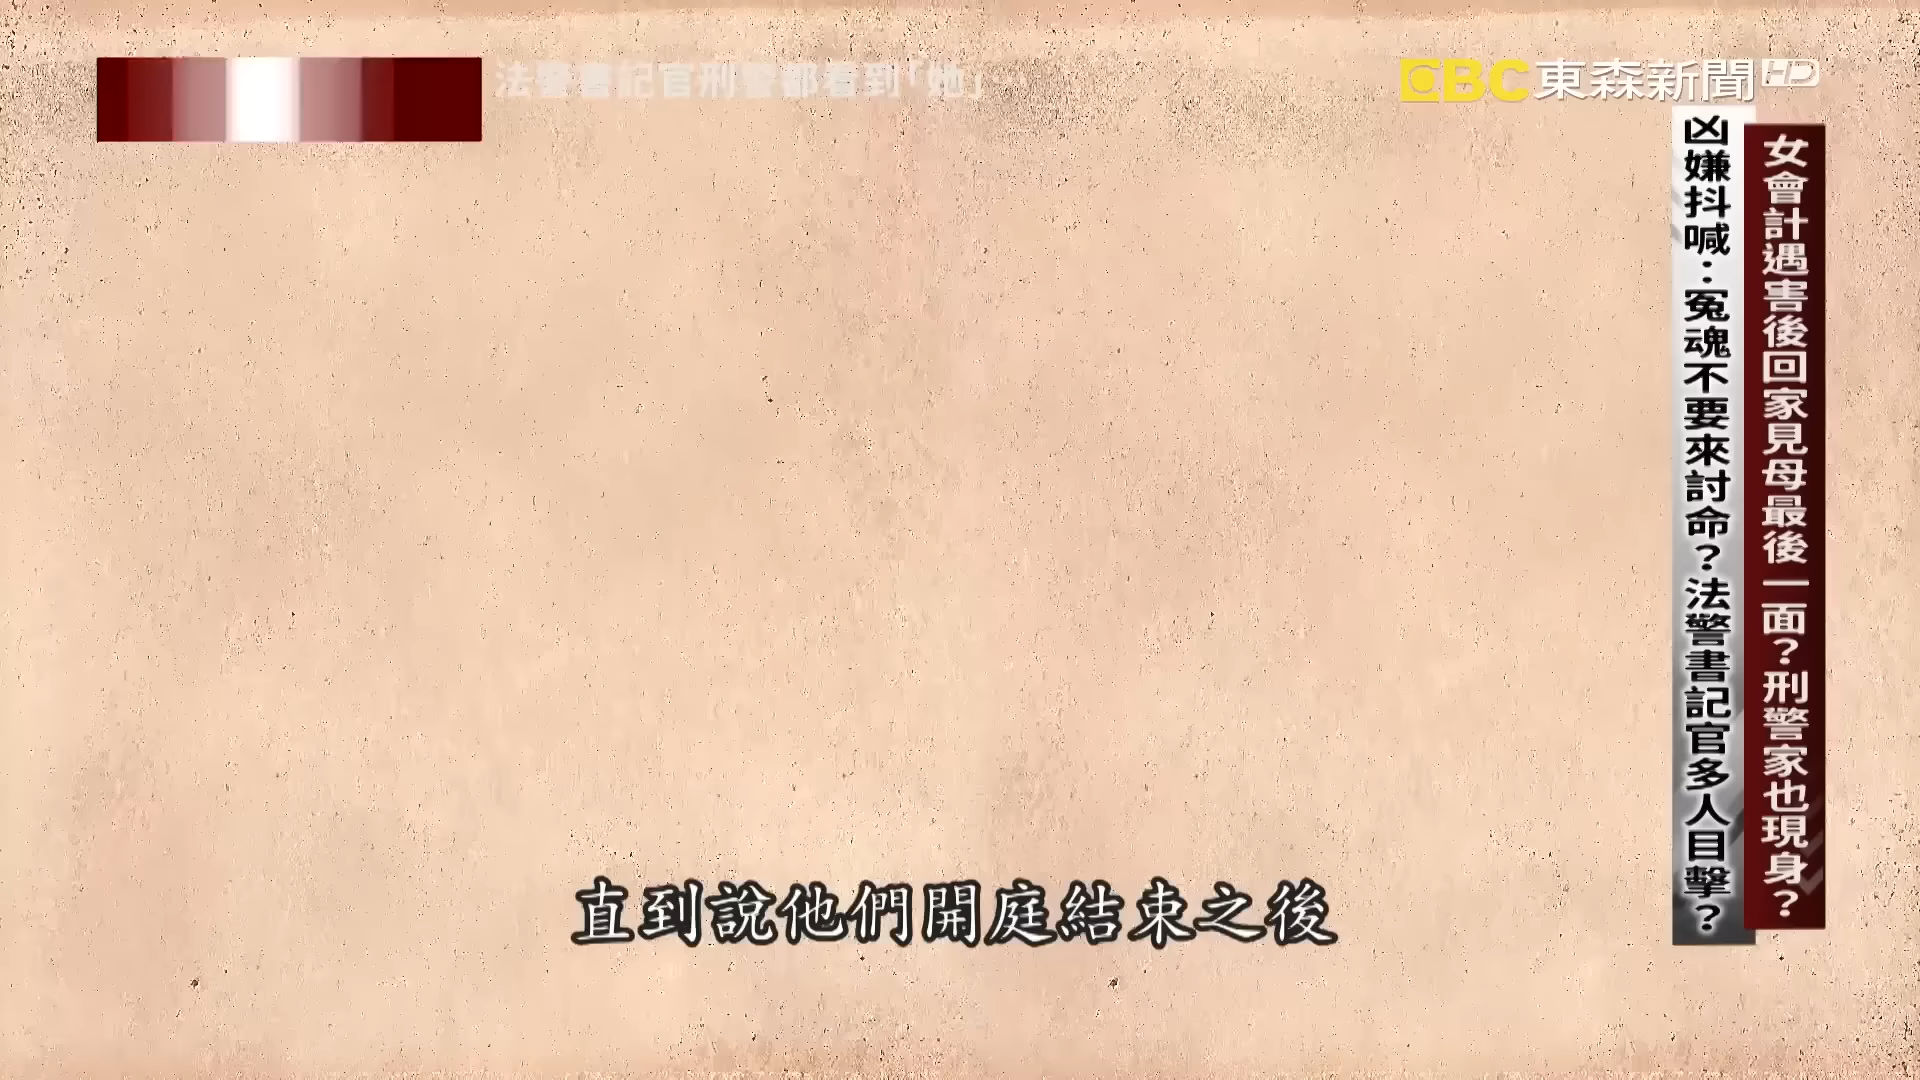 法警書記官刑警都看到「她」
EBC東森新聞HD
女會計遇害後回家見母最後一面?刑警家也現身?
凶嫌抖喊:冤魂不要來討命?法警書記官多人目擊?
直到說他們開庭結束之後